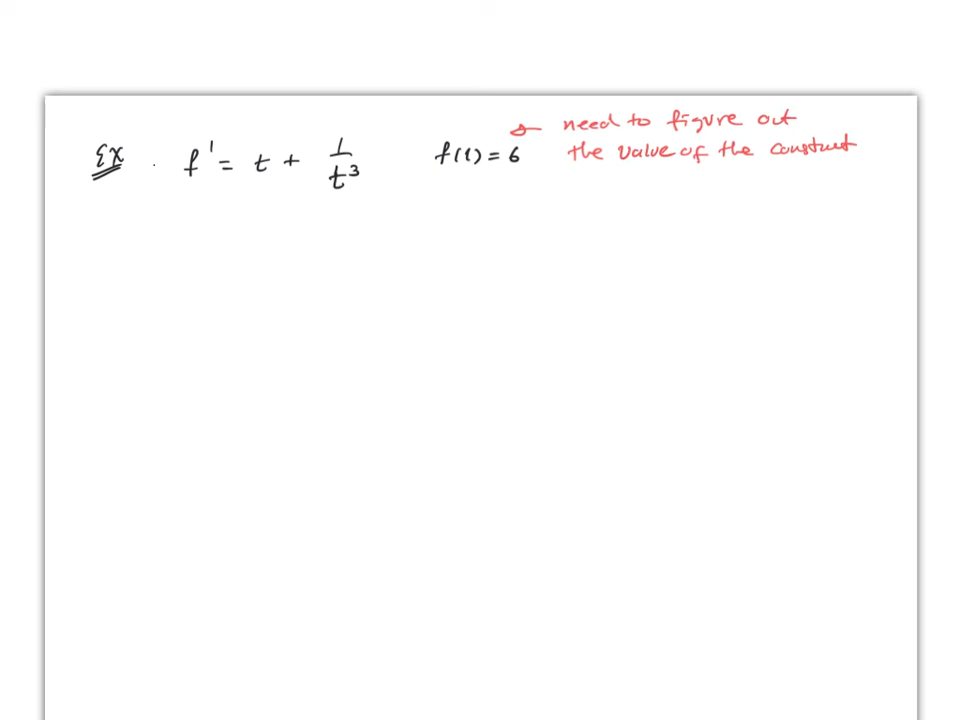 Ex . f' = t + 1/t³ f(1) = 6
need to figure out
the value of the constant